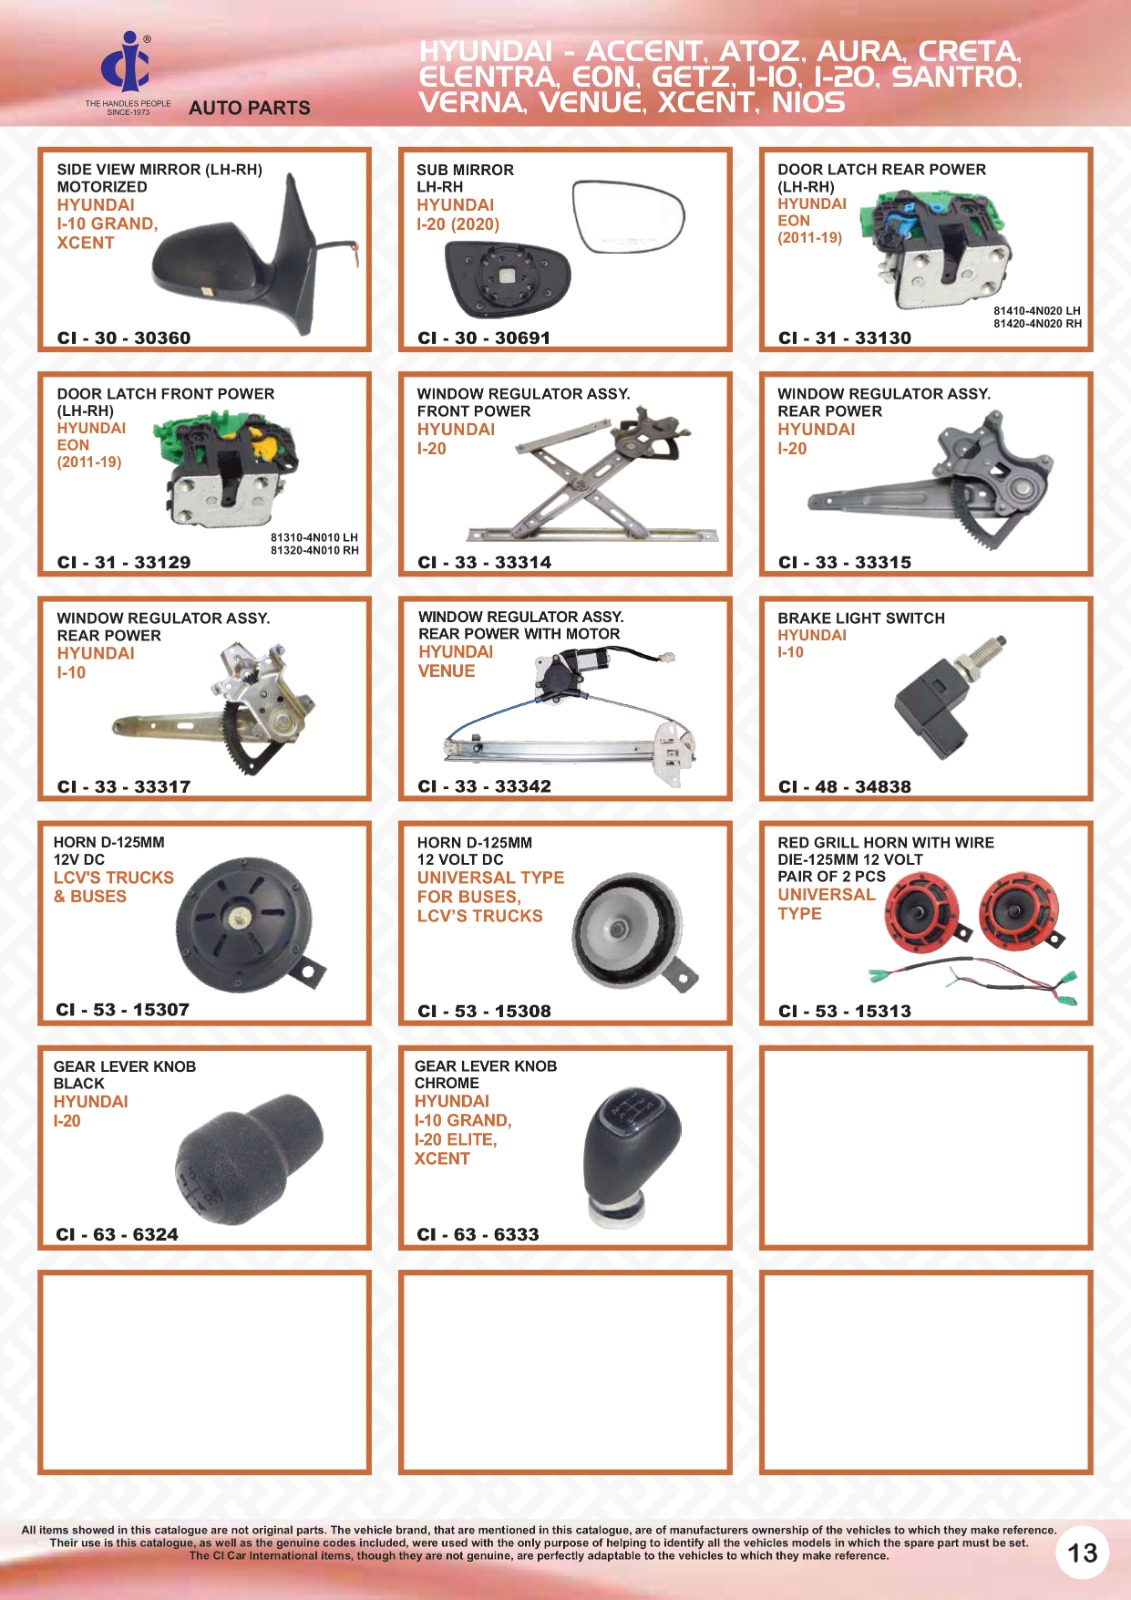 CI ®
THE HANDLES PEOPLE
SINCE-1973
AUTO PARTS
HYUNDAI - ACCENT, ATOZ, AURA, CRETA,
ELENTRA, EON, GETZ, I-10, I-20, SANTRO,
VERNA, VENUE, XCENT, NIOS
SIDE VIEW MIRROR (LH-RH)
MOTORIZED
HYUNDAI
I-10 GRAND,
XCENT
CI - 30 - 30360
SUB MIRROR
LH-RH
HYUNDAI
I-20 (2020)
CI - 30 - 30691
DOOR LATCH REAR POWER
(LH-RH)
HYUNDAI
EON
(2011-19)
81410-4N020 LH
81420-4N020 RH
CI - 31 - 33130
DOOR LATCH FRONT POWER
(LH-RH)
HYUNDAI
EON
(2011-19)
81310-4N010 LH
81320-4N010 RH
CI - 31 - 33129
WINDOW REGULATOR ASSY.
FRONT POWER
HYUNDAI
I-20
CI - 33 - 33314
WINDOW REGULATOR ASSY.
REAR POWER
HYUNDAI
I-20
CI - 33 - 33315
WINDOW REGULATOR ASSY.
REAR POWER
HYUNDAI
I-10
CI - 33 - 33317
WINDOW REGULATOR ASSY.
REAR POWER WITH MOTOR
HYUNDAI
VENUE
CI - 33 - 33342
BRAKE LIGHT SWITCH
HYUNDAI
I-10
CI - 48 - 34838
HORN D-125MM
12V DC
LCV'S TRUCKS
& BUSES
CI - 53 - 15307
HORN D-125MM
12 VOLT DC
UNIVERSAL TYPE
FOR BUSES,
LCV'S TRUCKS
CI - 53 - 15308
RED GRILL HORN WITH WIRE
DIE-125MM 12 VOLT
PAIR OF 2 PCS
UNIVERSAL
TYPE
CI - 53 - 15313
GEAR LEVER KNOB
BLACK
HYUNDAI
I-20
CI - 63 - 6324
GEAR LEVER KNOB
CHROME
HYUNDAI
I-10 GRAND,
I-20 ELITE,
XCENT
CI - 63 - 6333
All items showed in this catalogue are not original parts. The vehicle brand, that are mentioned in this catalogue, are of manufacturers ownership of the vehicles to which they make reference.
Their use is this catalogue, as well as the genuine codes included, were used with the only purpose of helping to identify all the vehicles models in which the spare part must be set.
The CI Car International items, though they are not genuine, are perfectly adaptable to the vehicles to which they make reference.
13